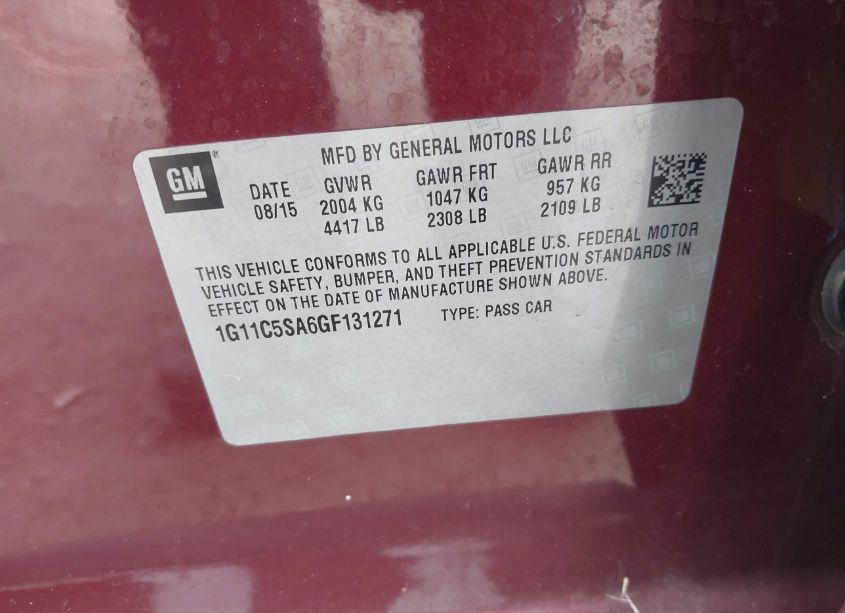 MFD BY GENERAL MOTORS LLC
GM
DATE GVWR GAWR FRT GAWR RR
08/15 2004 KG 1047 KG 957 KG
4417 LB 2308 LB 2109 LB
THIS VEHICLE CONFORMS TO ALL APPLICABLE U.S. FEDERAL MOTOR
VEHICLE SAFETY, BUMPER, AND THEFT PREVENTION STANDARDS IN
EFFECT ON THE DATE OF MANUFACTURE SHOWN ABOVE.
1G11C5SA6GF131271 TYPE: PASS CAR